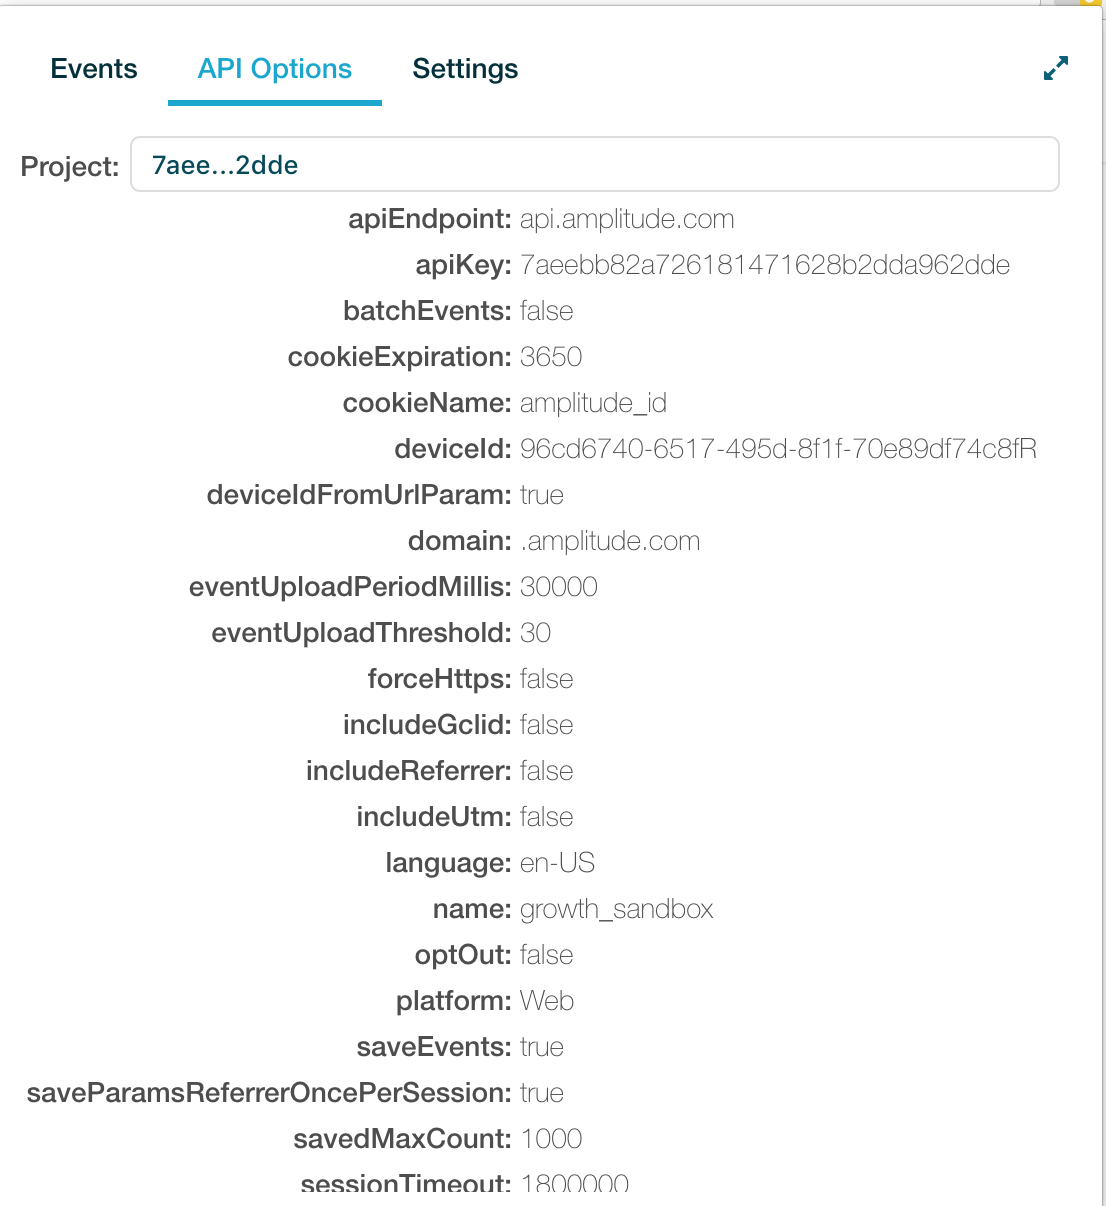 Events API Options Settings
Project: 7aee...2dde
apiEndpoint: api.amplitude.com
apiKey: 7aeebb82a726181471628b2dda962dde
batchEvents: false
cookieExpiration: 3650
cookieName: amplitude_id
deviceId: 96cd6740-6517-495d-8f1f-70e89df74c8fR
deviceIdFromUrlParam: true
domain: .amplitude.com
eventUploadPeriodMillis: 30000
eventUploadThreshold: 30
forceHttps: false
includeGclid: false
includeReferrer: false
includeUtm: false
language: en-US
name: growth_sandbox
optOut: false
platform: Web
saveEvents: true
saveParamsReferrerOncePerSession: true
savedMaxCount: 1000
sessionTimeout: 1800000